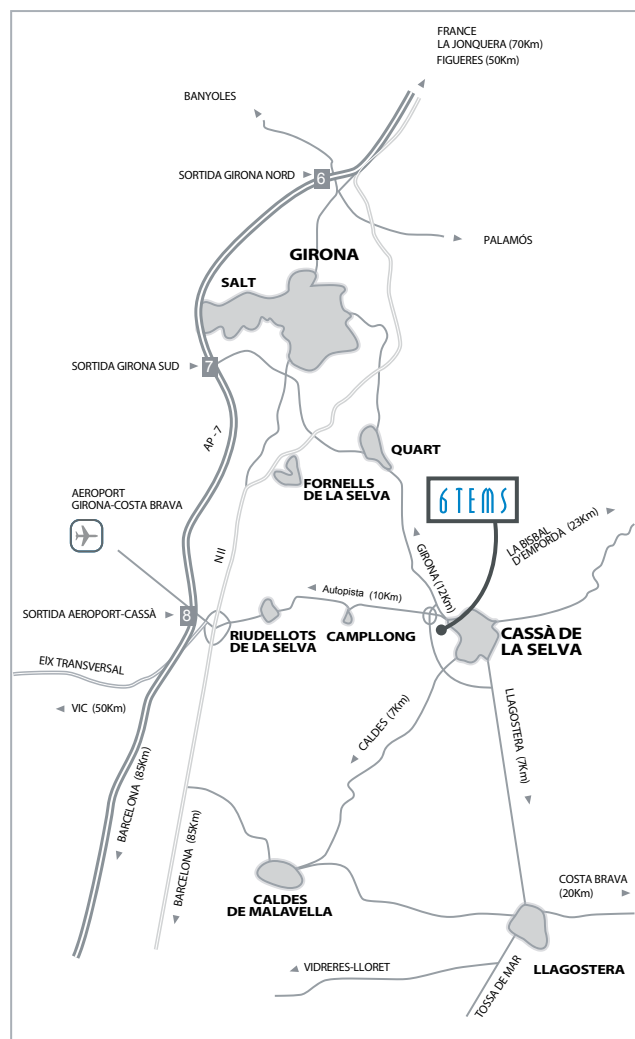 FRANCE
LA JONQUERA (70Km)
FIGUERES (50Km)
BANYOLES
SORTIDA GIRONA NORD
6
PALAMÓS
GIRONA
SALT
SORTIDA GIRONA SUD
7
AP - 7
QUART
FORNELLS
DE LA SELVA
6TEMS
AEROPORT
GIRONA-COSTA BRAVA
N II
GIRONA (12Km)
LA BISBAL
D'EMPORDÀ (23Km)
Autopista (10Km)
SORTIDA AEROPORT-CASSÀ
8
RIUDELLOTS
DE LA SELVA
CAMPLLONG
CASSÀ DE
LA SELVA
EIX TRANSVERSAL
VIC (50Km)
CALDES (7Km)
LLAGOSTERA (7Km)
BARCELONA (85Km)
BARCELONA (85Km)
CALDES
DE MALAVELLA
COSTA BRAVA
(20Km)
LLAGOSTERA
VIDRERES-LLORET
TOSSA DE MAR